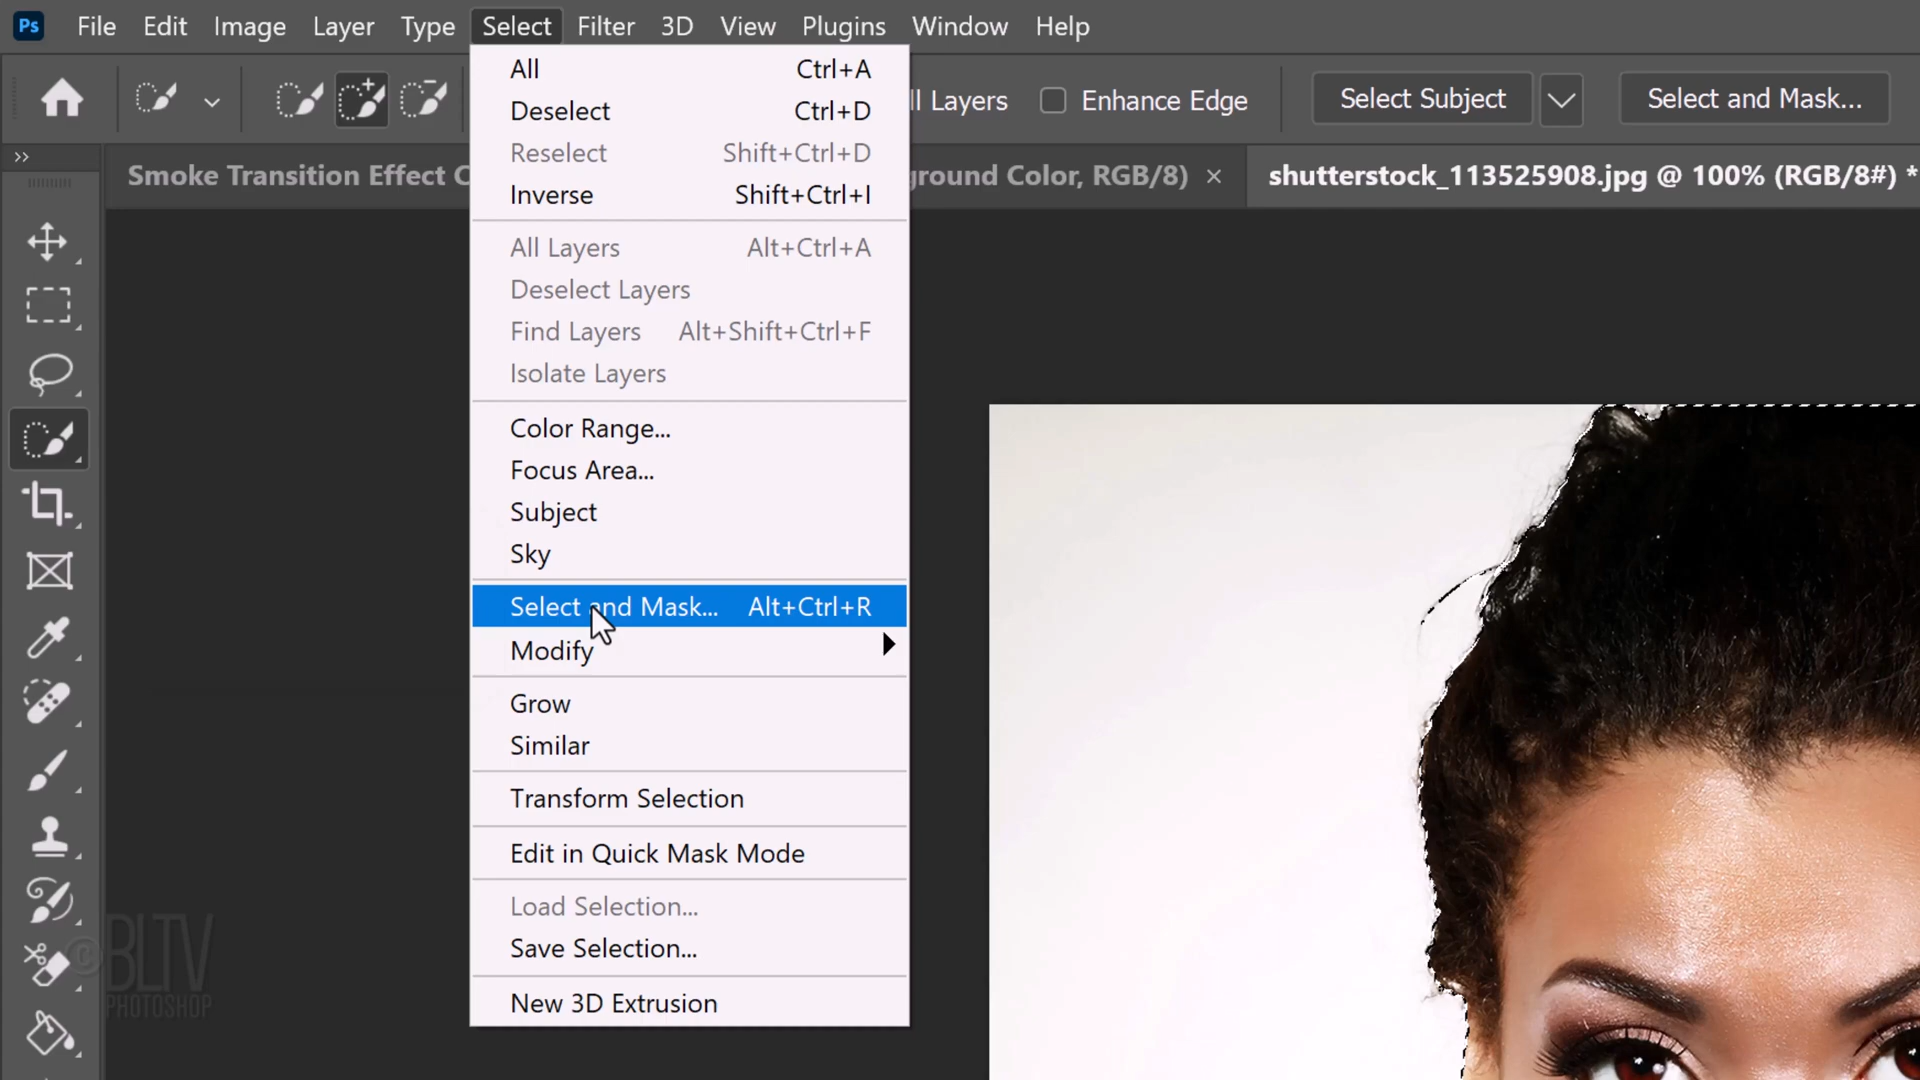 Ps File Edit Image Layer Type Select Filter 3D View Plugins Window Help
ll Layers Enhance Edge Select Subject Select and Mask...
Smoke Transition Effect C ground Color, RGB/8) × shutterstock_113525908.jpg @ 100% (RGB/8#) *
All Ctrl+A
Deselect Ctrl+D
Reselect Shift+Ctrl+D
Inverse Shift+Ctrl+I
All Layers Alt+Ctrl+A
Deselect Layers
Find Layers Alt+Shift+Ctrl+F
Isolate Layers
Color Range...
Focus Area...
Subject
Sky
Select and Mask... Alt+Ctrl+R
Modify
Grow
Similar
Transform Selection
Edit in Quick Mask Mode
Load Selection...
Save Selection...
New 3D Extrusion
©BLTV
PHOTOSHOP